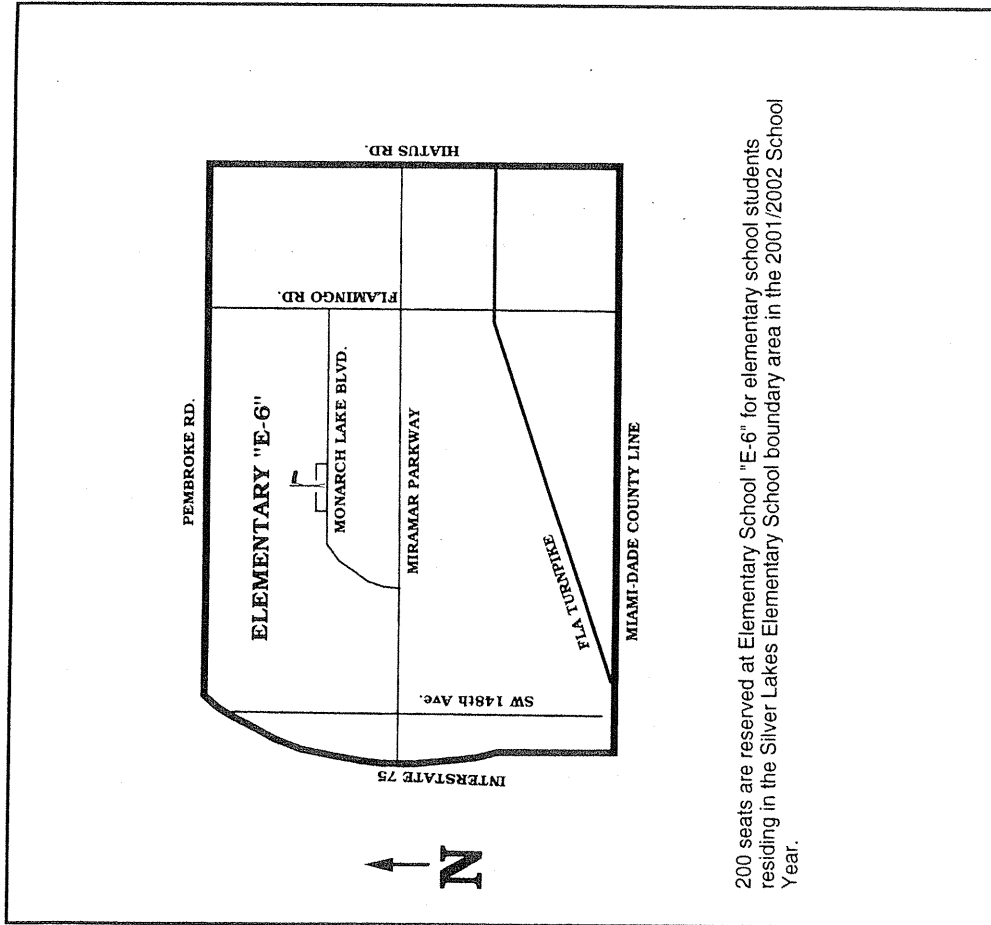 PEMBROKE RD.
HIATUS RD.
FLAMINGO RD.
ELEMENTARY "E-6"
MONARCH LAKE BLVD.
MIRAMAR PARKWAY
SW 148th Ave.
INTERSTATE 75
FLA TURNPIKE
MIAMI-DADE COUNTY LINE
N
200 seats are reserved at Elementary School "E-6" for elementary school students
residing in the Silver Lakes Elementary School boundary area in the 2001/2002 School
Year.